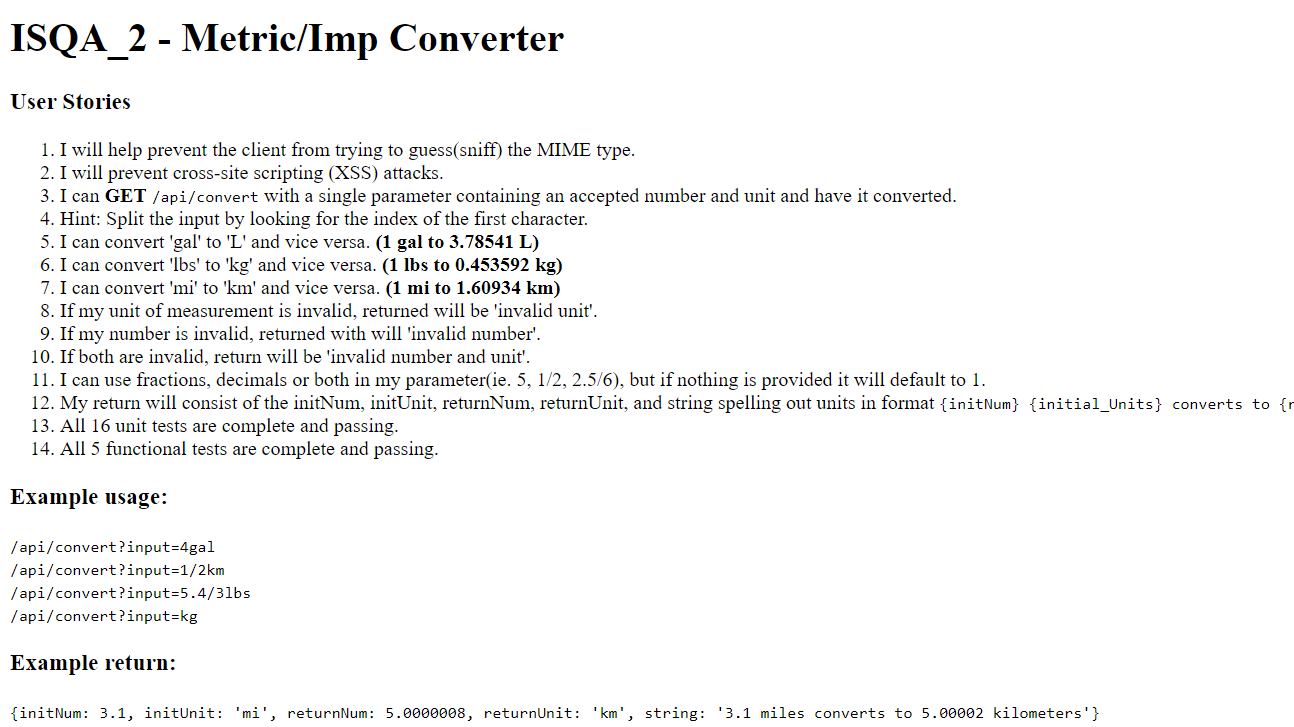 ISQA_2 - Metric/Imp Converter
User Stories
1. I will help prevent the client from trying to guess(sniff) the MIME type.
2. I will prevent cross-site scripting (XSS) attacks.
3. I can GET /api/convert with a single parameter containing an accepted number and unit and have it converted.
4. Hint: Split the input by looking for the index of the first character.
5. I can convert 'gal' to 'L' and vice versa. (1 gal to 3.78541 L)
6. I can convert 'lbs' to 'kg' and vice versa. (1 lbs to 0.453592 kg)
7. I can convert 'mi' to 'km' and vice versa. (1 mi to 1.60934 km)
8. If my unit of measurement is invalid, returned will be 'invalid unit'.
9. If my number is invalid, returned with will 'invalid number'.
10. If both are invalid, return will be 'invalid number and unit'.
11. I can use fractions, decimals or both in my parameter(ie. 5, 1/2, 2.5/6), but if nothing is provided it will default to 1.
12. My return will consist of the initNum, initUnit, returnNum, returnUnit, and string spelling out units in format {initNum} {initial_Units} converts to {
13. All 16 unit tests are complete and passing.
14. All 5 functional tests are complete and passing.
Example usage:
/api/convert?input=4gal
/api/convert?input=1/2km
/api/convert?input=5.4/3lbs
/api/convert?input=kg
Example return:
{initNum: 3.1, initUnit: 'mi', returnNum: 5.0000008, returnUnit: 'km', string: '3.1 miles converts to 5.00002 kilometers'}